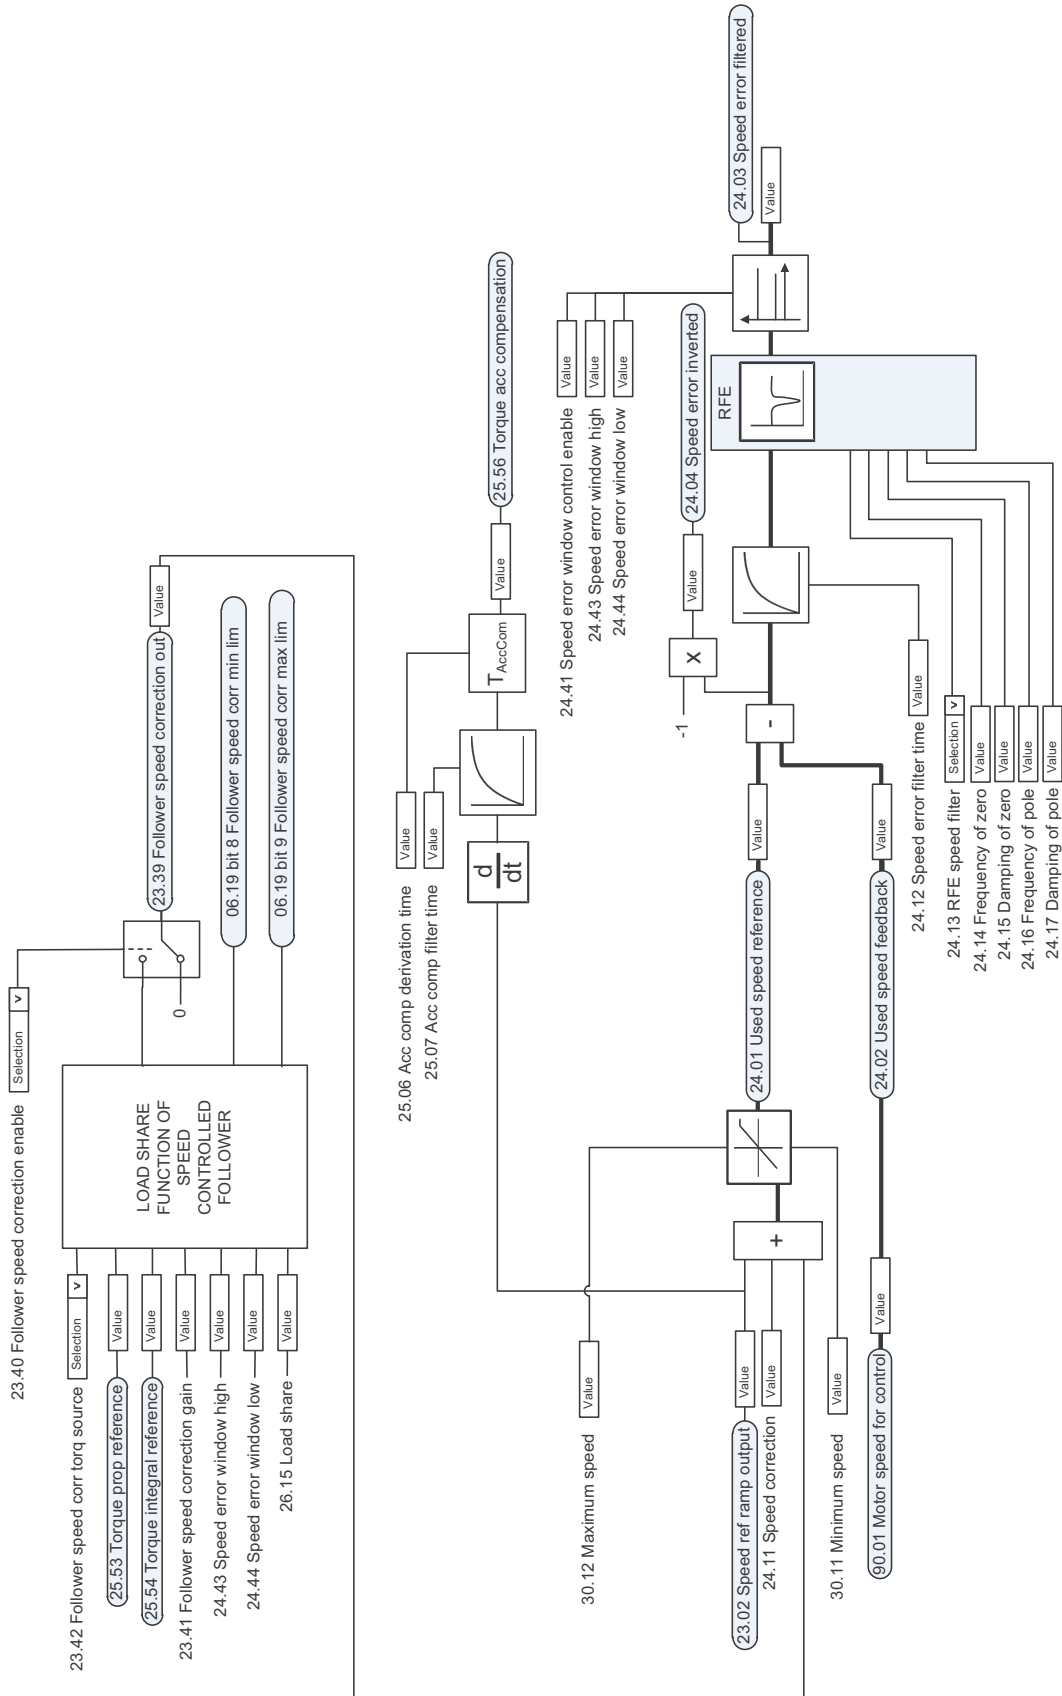 23.40 Follower speed correction enable
Selection
v
23.42 Follower speed corr torq source
Selection
v
25.53 Torque prop reference
Value
25.54 Torque integral reference
Value
23.41 Follower speed correction gain
Value
24.43 Speed error window high
Value
24.44 Speed error window low
Value
26.15 Load share
Value
LOAD SHARE
FUNCTION OF
SPEED
CONTROLLED
FOLLOWER
0
23.39 Follower speed correction out
Value
06.19 bit 8 Follower speed corr min lim
06.19 bit 9 Follower speed corr max lim
25.06 Acc comp derivation time
Value
25.07 Acc comp filter time
Value
d
dt
TAccCom
Value
25.56 Torque acc compensation
24.41 Speed error window control enable
Value
24.43 Speed error window high
Value
24.44 Speed error window low
Value
30.12 Maximum speed
Value
23.02 Speed ref ramp output
Value
24.11 Speed correction
Value
+
30.11 Minimum speed
Value
90.01 Motor speed for control
Value
24.01 Used speed reference
Value
24.02 Used speed feedback
Value
-
-1
X
Value
24.04 Speed error inverted
RFE
24.03 Speed error filtered
Value
24.12 Speed error filter time
Value
24.13 RFE speed filter
Selection
v
24.14 Frequency of zero
Value
24.15 Damping of zero
Value
24.16 Frequency of pole
Value
24.17 Damping of pole
Value